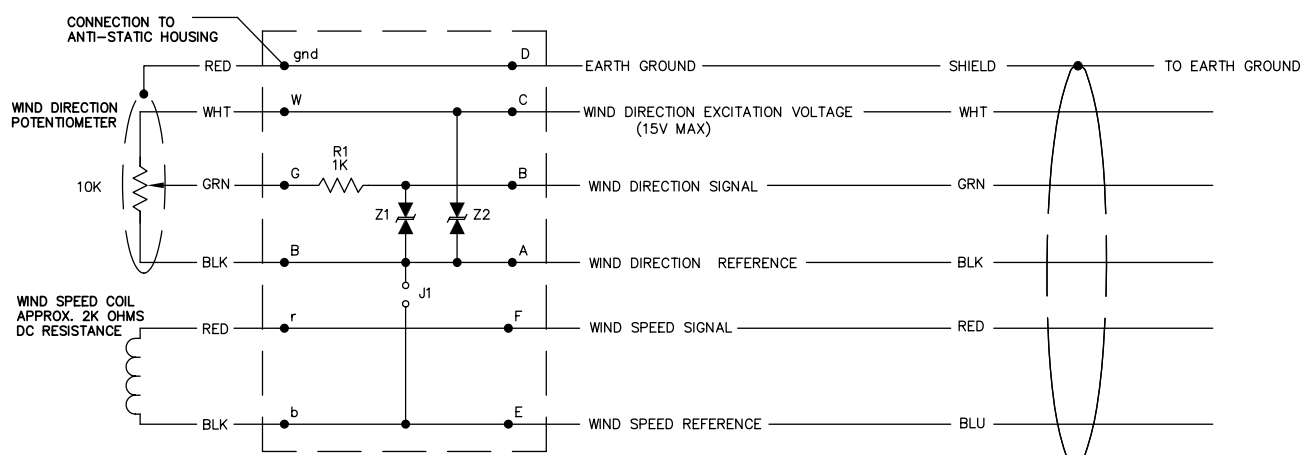 CONNECTION TO
ANTI-STATIC HOUSING
RED
gnd
D
EARTH GROUND
SHIELD
TO EARTH GROUND
WIND DIRECTION
POTENTIOMETER
WHT
W
C
WIND DIRECTION EXCITATION VOLTAGE
(15V MAX)
WHT
R1
1K
10K
GRN
G
B
WIND DIRECTION SIGNAL
GRN
Z1
Z2
BLK
B
A
WIND DIRECTION REFERENCE
BLK
J1
WIND SPEED COIL
APPROX. 2K OHMS
DC RESISTANCE
RED
r
F
WIND SPEED SIGNAL
RED
BLK
b
E
WIND SPEED REFERENCE
BLU